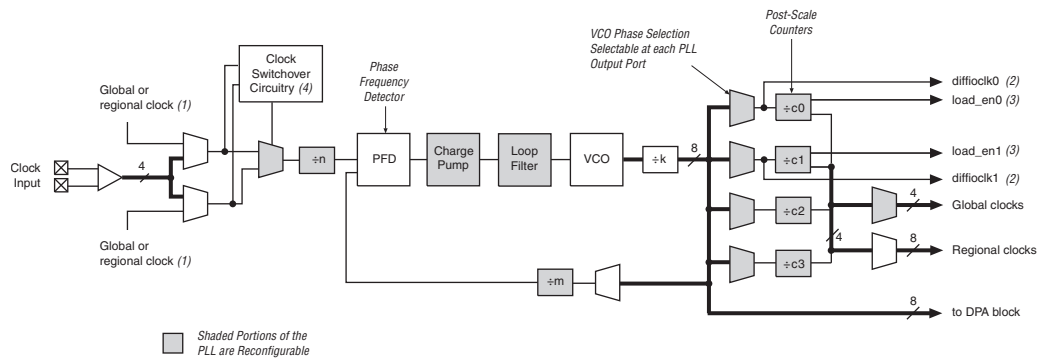 Post-Scale
Counters
VCO Phase Selection
Selectable at each PLL
Output Port
Clock
Switchover
Circuitry (4)
Phase
Frequency
Detector
Global or
regional clock (1)
diffioclk0 (2)
load_en0 (3)
÷c0
Clock
Input
4
÷n
PFD
Charge
Pump
Loop
Filter
VCO
÷k
8
÷c1
load_en1 (3)
diffioclk1 (2)
÷c2
4
Global clocks
Global or
regional clock (1)
4
8
Regional clocks
÷c3
÷m
8
to DPA block
Shaded Portions of the
PLL are Reconfigurable